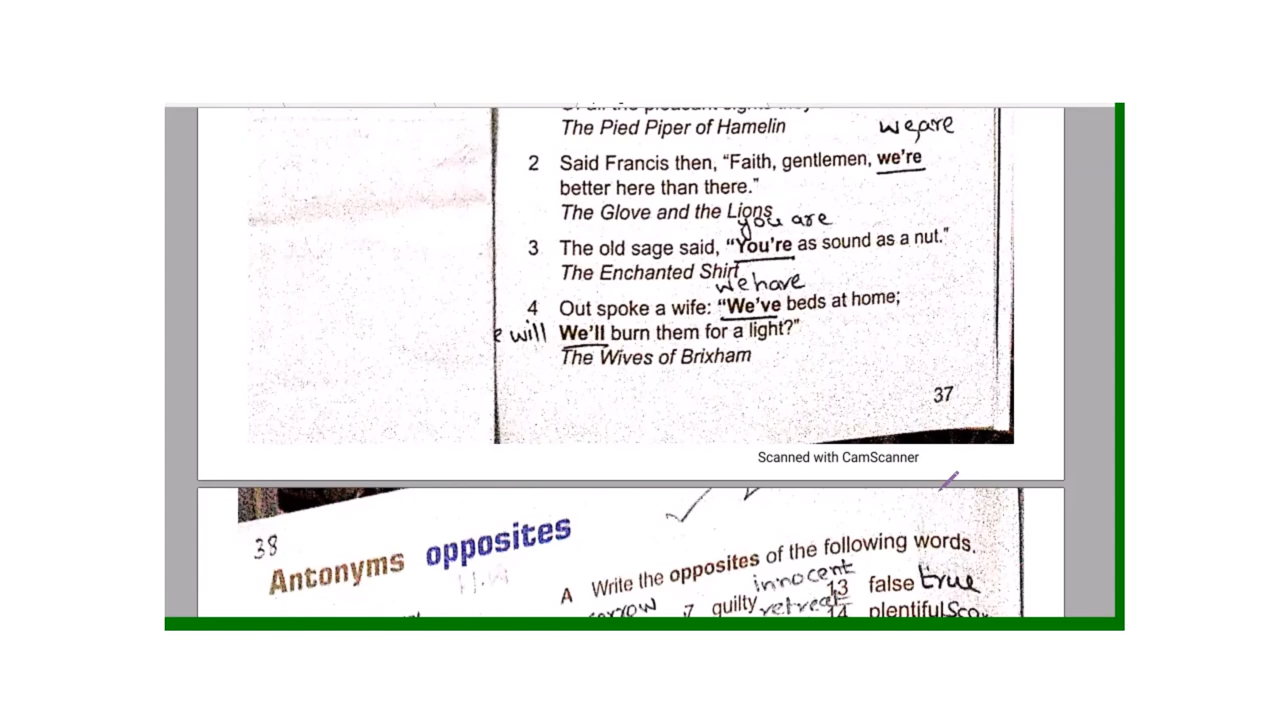 The Pied Piper of Hamelin
we are
2 Said Francis then, “Faith, gentlemen, we’re
better here than there.”
The Glove and the Lions
you are
3 The old sage said, “You’re as sound as a nut.”
The Enchanted Shirt
we have
4 Out spoke a wife: “We’ve beds at home;
will We’ll burn them for a light?”
The Wives of Brixham
37
Scanned with CamScanner
38
Antonyms opposites
A Write the opposites of the following words.
innocent 13 false true
7 guilty retreat 14 plentiful